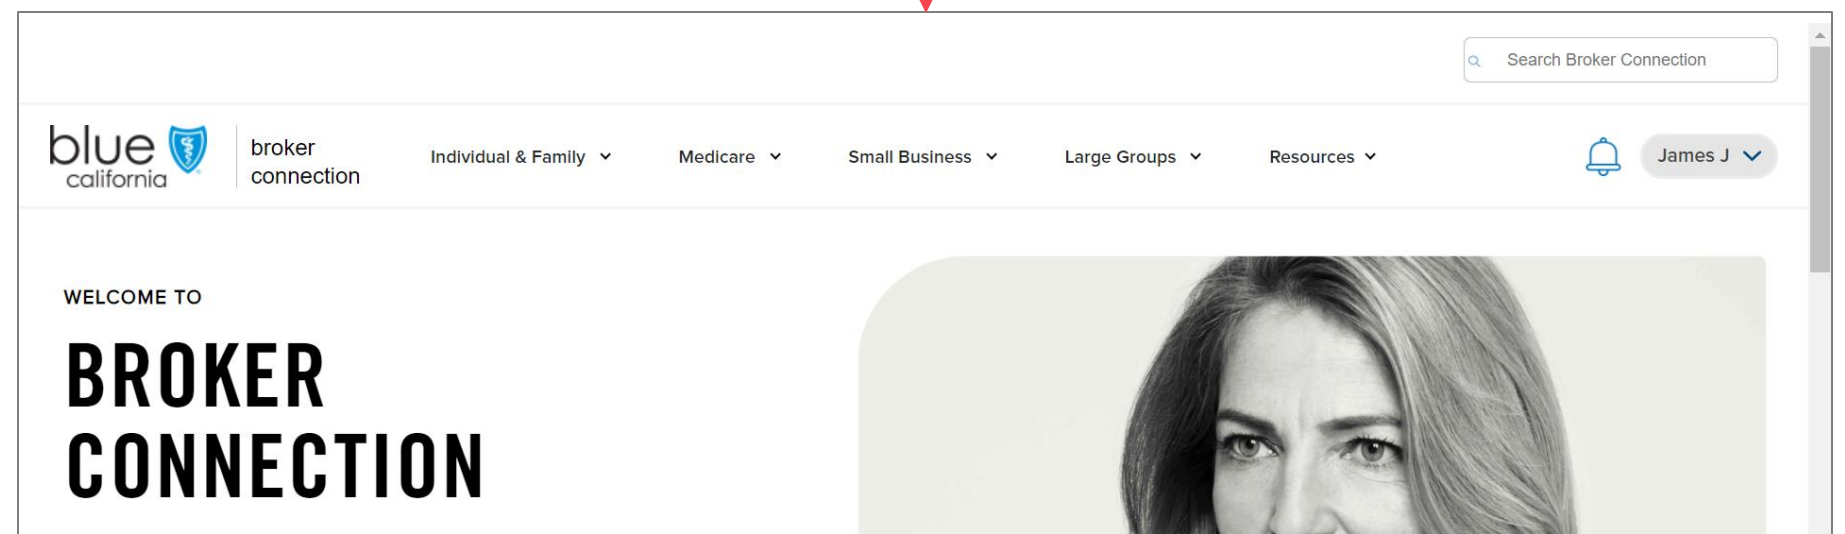 Search Broker Connection
blue
california
broker
connection
Individual & Family
Medicare
Small Business
Large Groups
Resources
James J
WELCOME TO
BROKER
CONNECTION